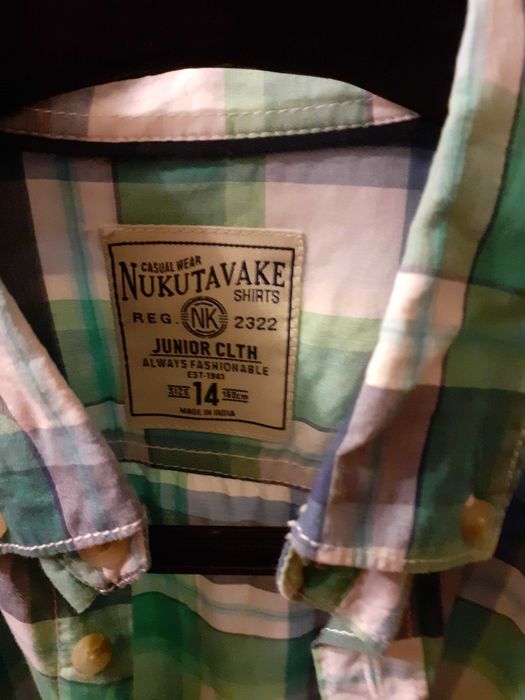 CASUAL WEAR
NUKUTAVAKE
SHIRTS
REG. NK 2322
JUNIOR CLTH
ALWAYS FASHIONABLE
EST-1941
SIZE 14 160cm
MADE IN INDIA